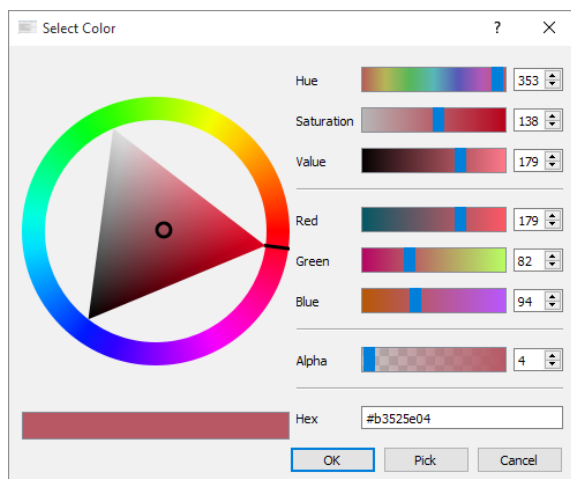 Select Color
?
Hue 353
Saturation 138
Value 179
Red 179
Green 82
Blue 94
Alpha 4
Hex #b3525e04
OK Pick Cancel